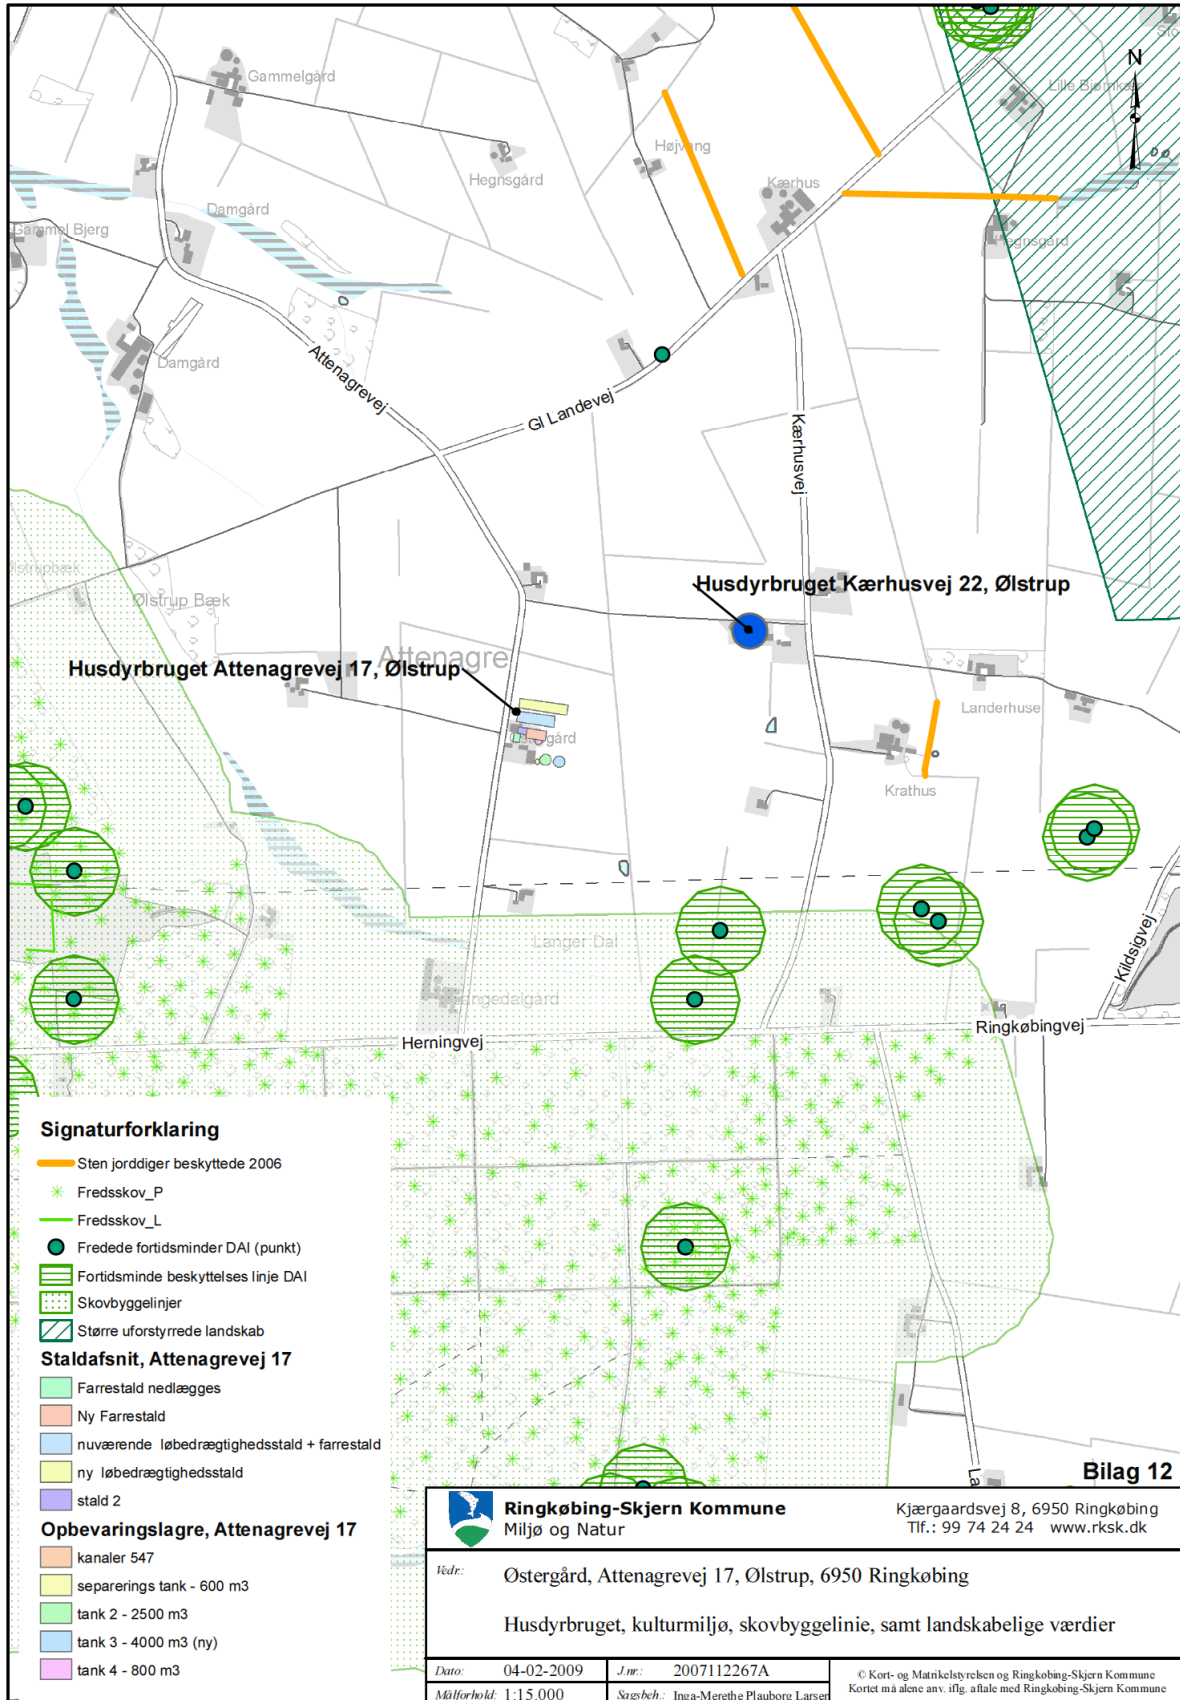 N
Gammelgård
Højvang
Hegnsgård
Kærhus
Damgård
Gammel Bjerg
Hegnsgård
Damgård
Attenagrevej
Gl Landevej
Kærhusvej
Husdyrbruget Kærhusvej 22, Ølstrup
Ølstrup Bæk
Attenagre
Husdyrbruget Attenagrevej 17, Ølstrup
Landerhuse
Krathus
Langer Dal
Kildsigvej
Ringkøbingvej
Herningvej
Signaturforklaring
Sten jorddiger beskyttede 2006
Fredsskov_P
Fredsskov_L
Fredede fortidsminder DAI (punkt)
Fortidsminde beskyttelses linje DAI
Skovbyggelinjer
Større uforstyrrede landskab
Staldafsnit, Attenagrevej 17
Farrestald nedlægges
Ny Farrestald
nuværende løbedrægtighedsstald + farrestald
ny løbedrægtighedsstald
stald 2
Opbevaringslagre, Attenagrevej 17
kanaler 547
separerings tank - 600 m3
tank 2 - 2500 m3
tank 3 - 4000 m3 (ny)
tank 4 - 800 m3
La
Bilag 12
Ringkøbing-Skjern Kommune
Miljø og Natur
Kjærgaardsvej 8, 6950 Ringkøbing
Tlf.: 99 74 24 24 www.rksk.dk
Vedr.: Østergård, Attenagrevej 17, Ølstrup, 6950 Ringkøbing
Husdyrbruget, kulturmiljø, skovbyggelinie, samt landskabelige værdier
Dato: 04-02-2009 J.nr.: 2007112267A
Målforhold: 1:15.000 Sagsbeh.: Inga-Merethe Plauborg Larsen
© Kort- og Matrikelstyrelsen og Ringkøbing-Skjern Kommune
Kortet må alene anv. iflg. aftale med Ringkøbing-Skjern Kommune